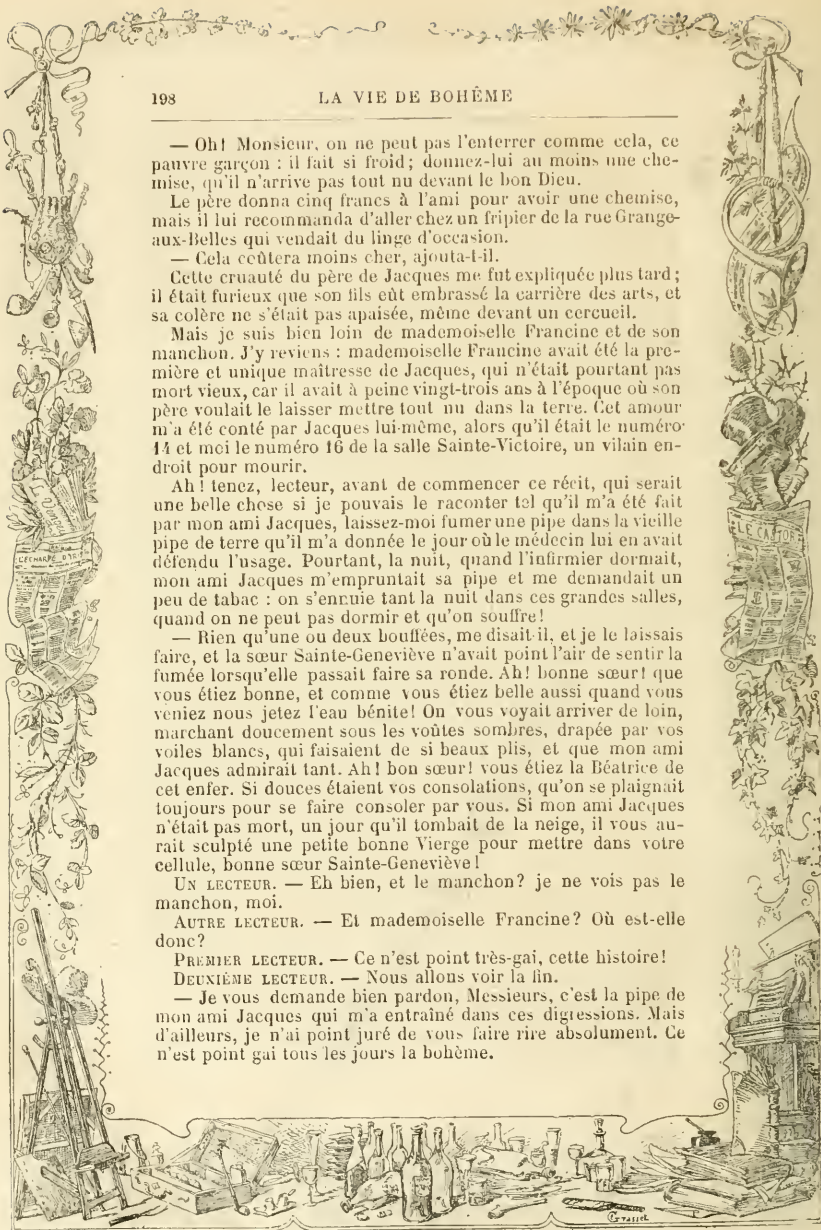 198 LA VIE DE BOHÊME
— Oh! Monsieur, on ne peut pas l'enterrer comme cela, ce
pauvre garçon : il fait si froid; donnez-lui au moins une che-
mise, qu'il n'arrive pas tout nu devant le bon Dieu.
Le père donna cinq francs à l'ami pour avoir une chemise,
mais il lui recommanda d'aller chez un fripier de la rue Grange-
aux-Belles qui vendait du linge d'occasion.
— Cela coûtera moins cher, ajouta-t-il.
Cette cruauté du père de Jacques me fut expliquée plus tard;
il était furieux que son fils eût embrassé la carrière des arts, et
sa colère ne s'était pas apaisée, même devant un cercueil.
Mais je suis bien loin de mademoiselle Francine et de son
manchon. J'y reviens : mademoiselle Francine avait été la pre-
mière et unique maîtresse de Jacques, qui n'était pourtant pas
mort vieux, car il avait à peine vingt-trois ans à l'époque où son
père voulait le laisser mettre tout nu dans la terre. Cet amour
m'a été conté par Jacques lui-même, alors qu'il était le numéro
14 et moi le numéro 16 de la salle Sainte-Victoire, un vilain en-
droit pour mourir.
Ah! tenez, lecteur, avant de commencer ce récit, qui serait
une belle chose si je pouvais le raconter tel qu'il m'a été fait
par mon ami Jacques, laissez-moi fumer une pipe dans la vieille
pipe de terre qu'il m'a donnée le jour où le médecin lui en avait
défendu l'usage. Pourtant, la nuit, quand l'infirmier dormait,
mon ami Jacques m'empruntait sa pipe et me demandait un
peu de tabac : on s'ennuie tant la nuit dans ces grandes salles,
quand on ne peut pas dormir et qu'on souffre!
— Rien qu'une ou deux bouffées, me disait-il, et je le laissais
faire, et la sœur Sainte-Geneviève n'avait point l'air de sentir la
fumée lorsqu'elle passait faire sa ronde. Ah! bonne sœur! que
vous étiez bonne, et comme vous étiez belle aussi quand vous
veniez nous jetez l'eau bénite! On vous voyait arriver de loin,
marchant doucement sous les voûtes sombres, drapée par vos
voiles blancs, qui faisaient de si beaux plis, et que mon ami
Jacques admirait tant. Ah! bon sœur! vous étiez la Béatrice de
cet enfer. Si douces étaient vos consolations, qu'on se plaignait
toujours pour se faire consoler par vous. Si mon ami Jacques
n'était pas mort, un jour qu'il tombait de la neige, il vous au-
rait sculpté une petite bonne Vierge pour mettre dans votre
cellule, bonne sœur Sainte-Geneviève!
UN LECTEUR. — Eh bien, et le manchon? je ne vois pas le
manchon, moi.
AUTRE LECTEUR. — Et mademoiselle Francine? Où est-elle
donc?
PREMIER LECTEUR. — Ce n'est point très-gai, cette histoire!
DEUXIÈME LECTEUR. — Nous allons voir la fin.
— Je vous demande bien pardon, Messieurs, c'est la pipe de
mon ami Jacques qui m'a entraîné dans ces digressions. Mais
d'ailleurs, je n'ai point juré de vous faire rire absolument. Ce
n'est point gai tous les jours la bohème.
L'ECHARPE D'IRIS
LE CASTOR
Grasset